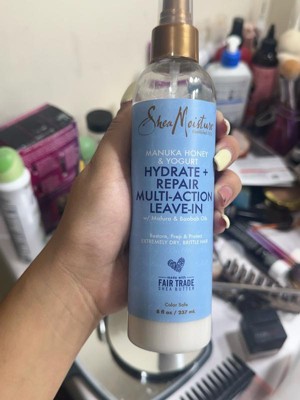 SheaMoisture
MANUKA HONEY
& YOGURT
HYDRATE +
REPAIR
MULTI-ACTION
LEAVE-IN
w/ Mafura & Baobab Oils
Restore, Prep & Protect
EXTREMELY DRY, BRITTLE HAIR
FAIR TRADE
SHEA BUTTER
Color Safe
8 fl oz / 237 ml